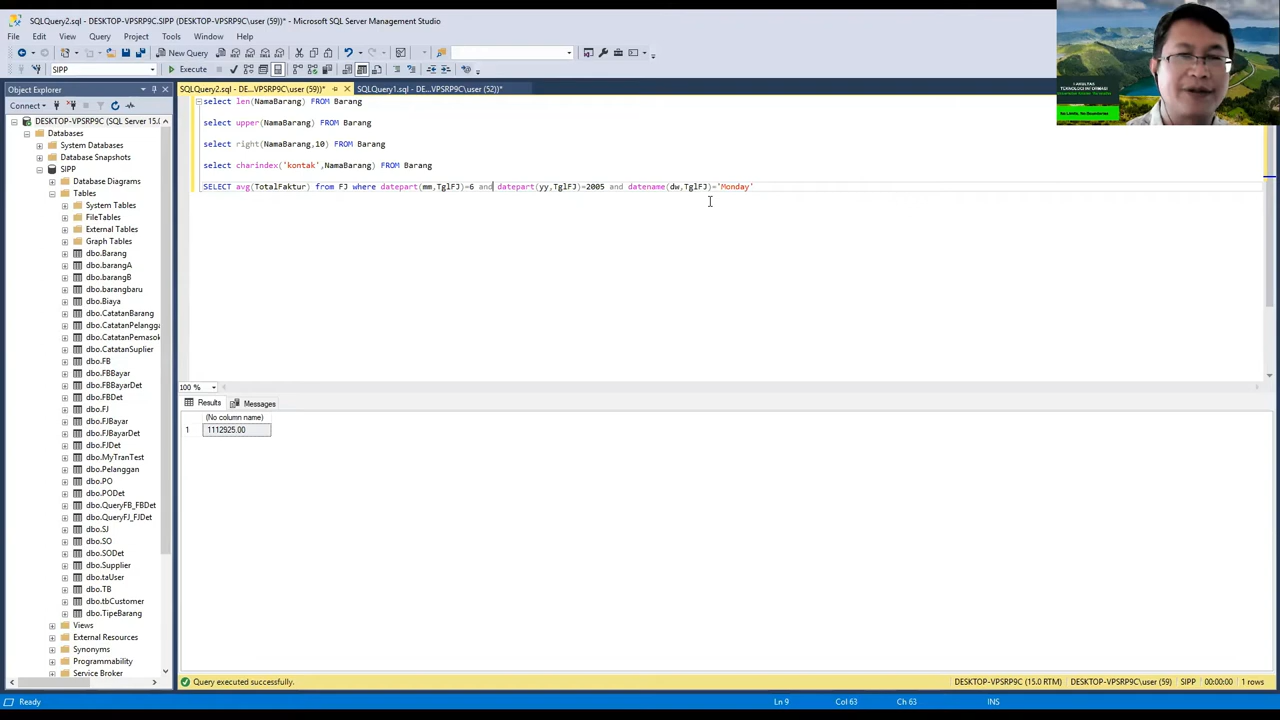 SQLQuery2.sql - DESKTOP-VPSRP9C.SIPP (DESKTOP-VPSRP9C\user (59))* - Microsoft SQL Server Management Studio
File Edit View Query Project Tools Window Help
New Query
SIPP Execute
Object Explorer
SQLQuery2.sql - DE...VPSRP9C\user (59))* SQLQuery1.sql - DE...VPSRP9C\user (52))*
Connect
select len(NamaBarang) FROM Barang
select upper(NamaBarang) FROM Barang
select right(NamaBarang,10) FROM Barang
select charindex('kontak',NamaBarang) FROM Barang
SELECT avg(TotalFaktur) from FJ where datepart(mm,TglFJ)=6 and datepart(yy,TglFJ)=2005 and datename(dw,TglFJ)='Monday'
DESKTOP-VPSRP9C (SQL Server 15.0
Databases
System Databases
Database Snapshots
SIPP
Database Diagrams
Tables
System Tables
FileTables
External Tables
Graph Tables
dbo.Barang
dbo.barangA
dbo.barangB
dbo.barangbaru
dbo.Biaya
dbo.CatatanBarang
dbo.CatatanPelangga
dbo.CatatanPemasok
dbo.CatatanSuplier
dbo.FB
dbo.FBBayar
dbo.FBBayarDet
dbo.FBDet
dbo.FJ
dbo.FJBayar
dbo.FJBayarDet
dbo.FJDet
dbo.MyTranTest
dbo.Pelanggan
dbo.PO
dbo.PODet
dbo.QueryFB_FBDet
dbo.QueryFJ_FJDet
dbo.SJ
dbo.SO
dbo.SODet
dbo.Supplier
dbo.taUser
dbo.TB
dbo.tbCustomer
dbo.TipeBarang
Views
External Resources
Synonyms
Programmability
Service Broker
100 %
Results Messages
(No column name)
1 1112925.00
Query executed successfully. DESKTOP-VPSRP9C (15.0 RTM) DESKTOP-VPSRP9C\user (59) SIPP 00:00:00 1 rows
Ready Ln 9 Col 63 Ch 63 INS
FAKULTAS
TEKNOLOGI INFORMASI
No Limits, No Boundaries